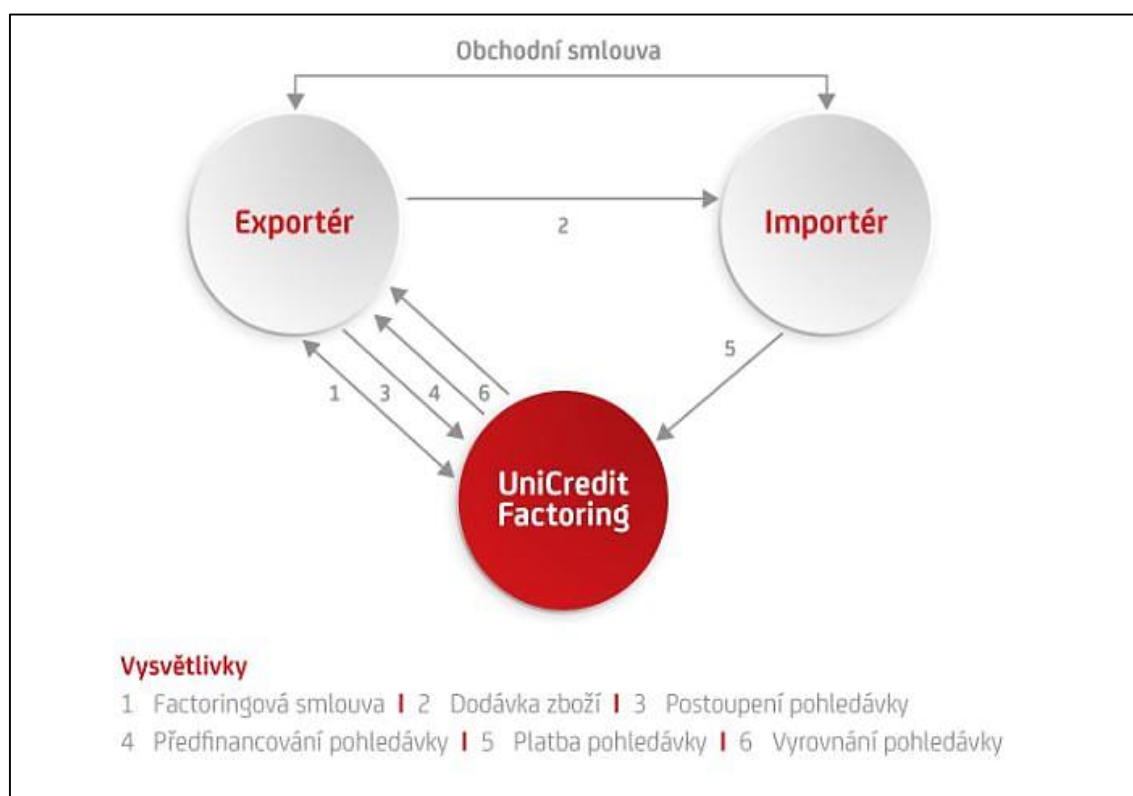 Obchodní smlouva
Exportér
Importér
2
5
1 3 4 6
UniCredit
Factoring
Vysvětlivky
1 Factoringová smlouva I 2 Dodávka zboží I 3 Postoupení pohledávky
4 Předfinancování pohledávky I 5 Platba pohledávky I 6 Vyrovnání pohledávky